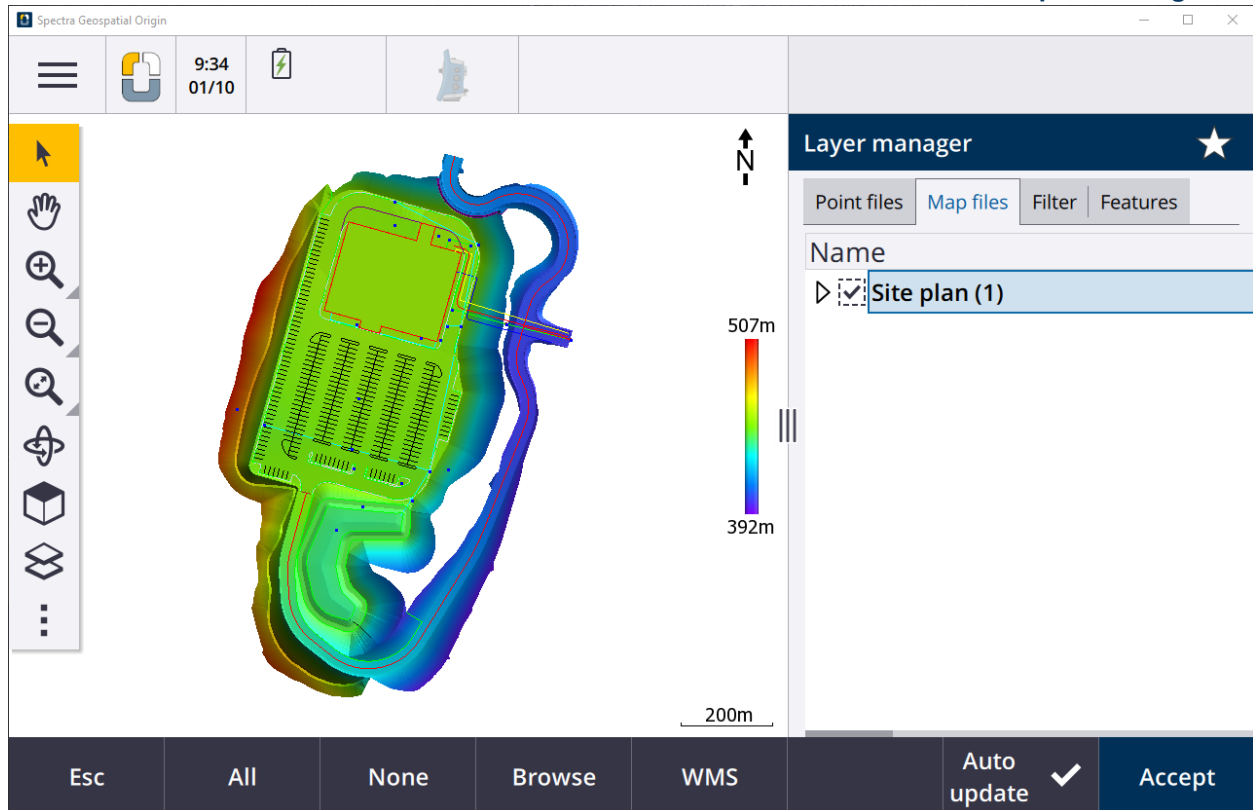 Spectra Geospatial Origin
9:34
01/10
N
507m
392m
200m
Layer manager
Point files Map files Filter Features
Name
Site plan (1)
Esc All None Browse WMS Auto update Accept